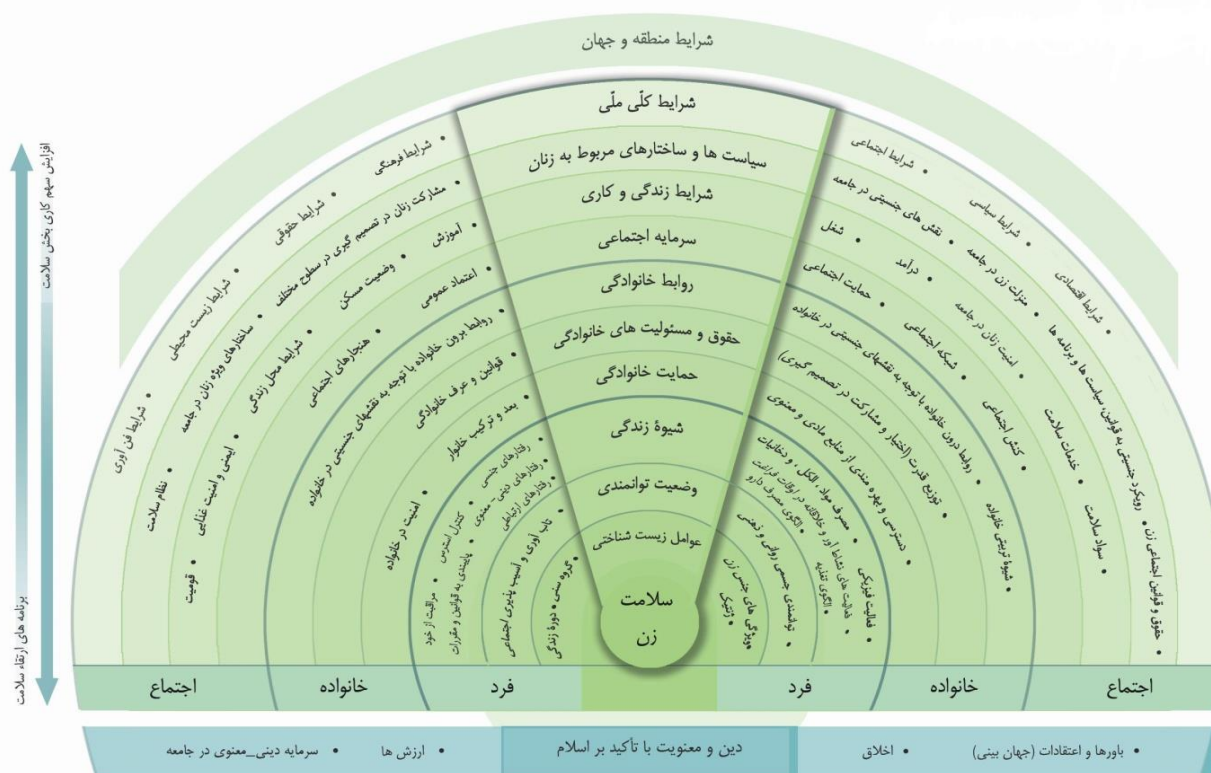 شرایط منطقه و جهان
شرایط کلّی ملّی
سیاست ها و ساختارهای مربوط به زنان
شرایط زندگی و کاری
سرمایه اجتماعی
روابط خانوادگی
حقوق و مسئولیت های خانوادگی
حمایت خانوادگی
شیوهٔ زندگی
وضعیت توانمندی
عوامل زیست شناختی
سلامت
زن
• شرایط اجتماعی
• شرایط سیاسی
• شرایط اقتصادی
• نقش های جنسیتی در جامعه
• منزلت زن در جامعه
• رویکرد جنسیتی به قوانین، سیاست ها و برنامه ها
• حقوق و قوانین اجتماعی زن
• شغل
• درآمد
• امنیت زنان در جامعه
• خدمات سلامت
• سواد سلامت
• حمایت اجتماعی
• شبکه اجتماعی
• کنش اجتماعی
• روابط درون خانواده با توجه به نقشهای جنسیتی در خانواده
• شیوهٔ تربیتی خانواده
• توزیع قدرت (اختیار و مشارکت در تصمیم گیری)
• دسترسی و بهره مندی از منابع مادی و معنوی
• مصرف مواد، الکل، و دخانیات
• فعالیت های نشاط آور و خلاقانه در اوقات فراغت
• الگوی مصرف دارو
• الگوی تغذیه
• فعالیت فیزیکی
• توانمندی جسمی روانی و ذهنی
• ویژگی های جنس زن
• ژنتیک
• شرایط فرهنگی
• شرایط حقوقی
• شرایط زیست محیطی
• شرایط فن آوری
• مشارکت زنان در تصمیم گیری در سطح مختلف
• ساختارهای ویژه زنان در جامعه
• نظام سلامت
• آموزش
• وضعیت مسکن
• شرایط محل زندگی
• ایمنی و امنیت غذایی
• قومیت
• اعتماد عمومی
• هنجارهای اجتماعی
• روابط برون خانواده با توجه به نقشهای جنسیتی در خانواده
• قوانین و عرف خانوادگی
• بعد و ترکیب خانوار
• امنیت در خانواده
• رفتارهای جنسی
• رفتارهای دینی _ معنوی
• رفتارهای ارتباطی
• کنترل استرس
• پایبندی به قوانین و مقررات
• مراقبت از خود
• تاب آوری و آسیب پذیری اجتماعی
• گروه سنی
• دورهٔ زندگی
افزایش سهم کاری بخش سلامت
برنامه های ارتقاء سلامت
اجتماع
خانواده
فرد
فرد
خانواده
اجتماع
• باورها و اعتقادات (جهان بینی)
• اخلاق
دین و معنویت با تأکید بر اسلام
• ارزش ها
• سرمایه دینی_معنوی در جامعه